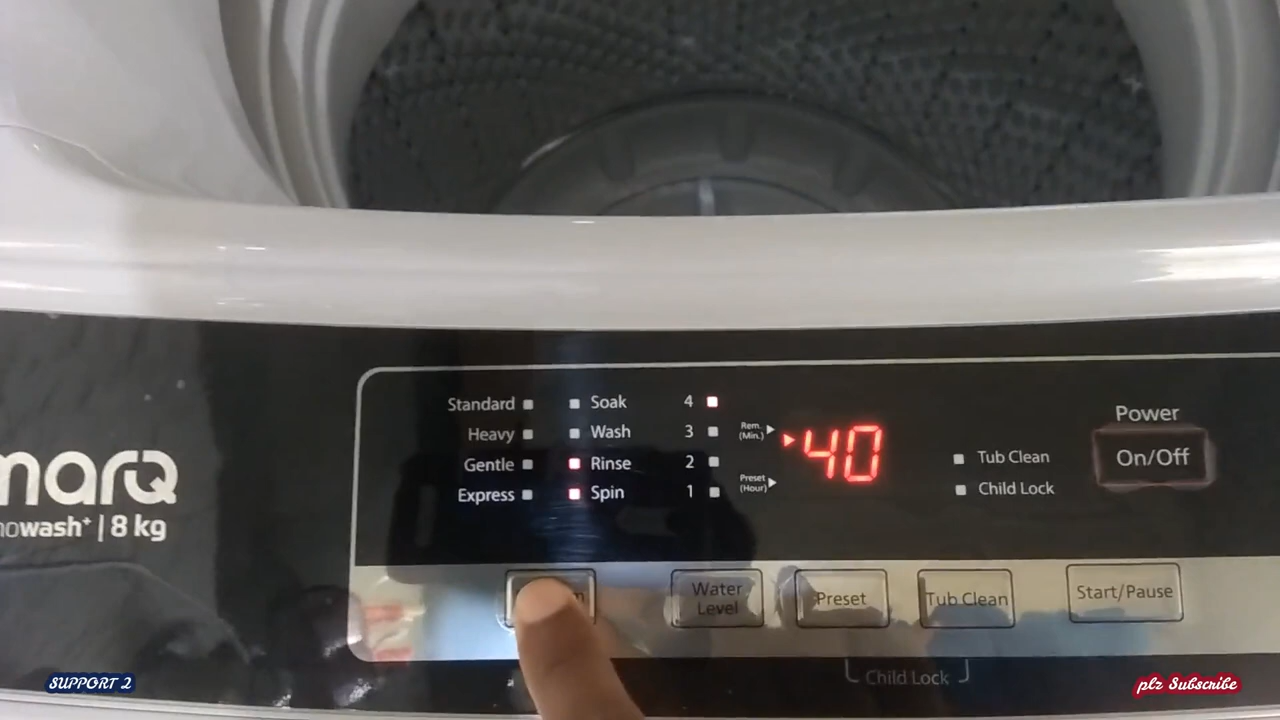 marQ
owash+ | 8 kg
Standard
Heavy
Gentle
Express
Soak
Wash
Rinse
Spin
4
3
2
1
Rem.
(Min.)
Preset
(Hour)
40
Tub Clean
Child Lock
Power
On/Off
Water
Level
Preset
Tub Clean
Start/Pause
Child Lock
SUPPORT 2
plz Subscribe